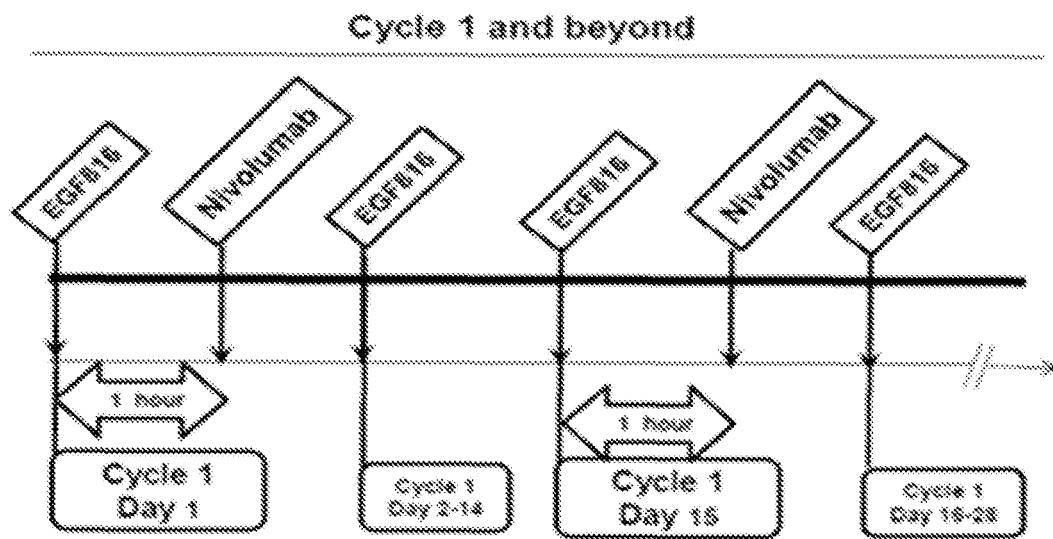 Cycle 1 and beyond
EGF816
Nivolumab
EGF816
EGF816
Nivolumab
EGF816
1 hour
1 hour
Cycle 1
Day 1
Cycle 1
Day 2-14
Cycle 1
Day 15
Cycle 1
Day 16-28